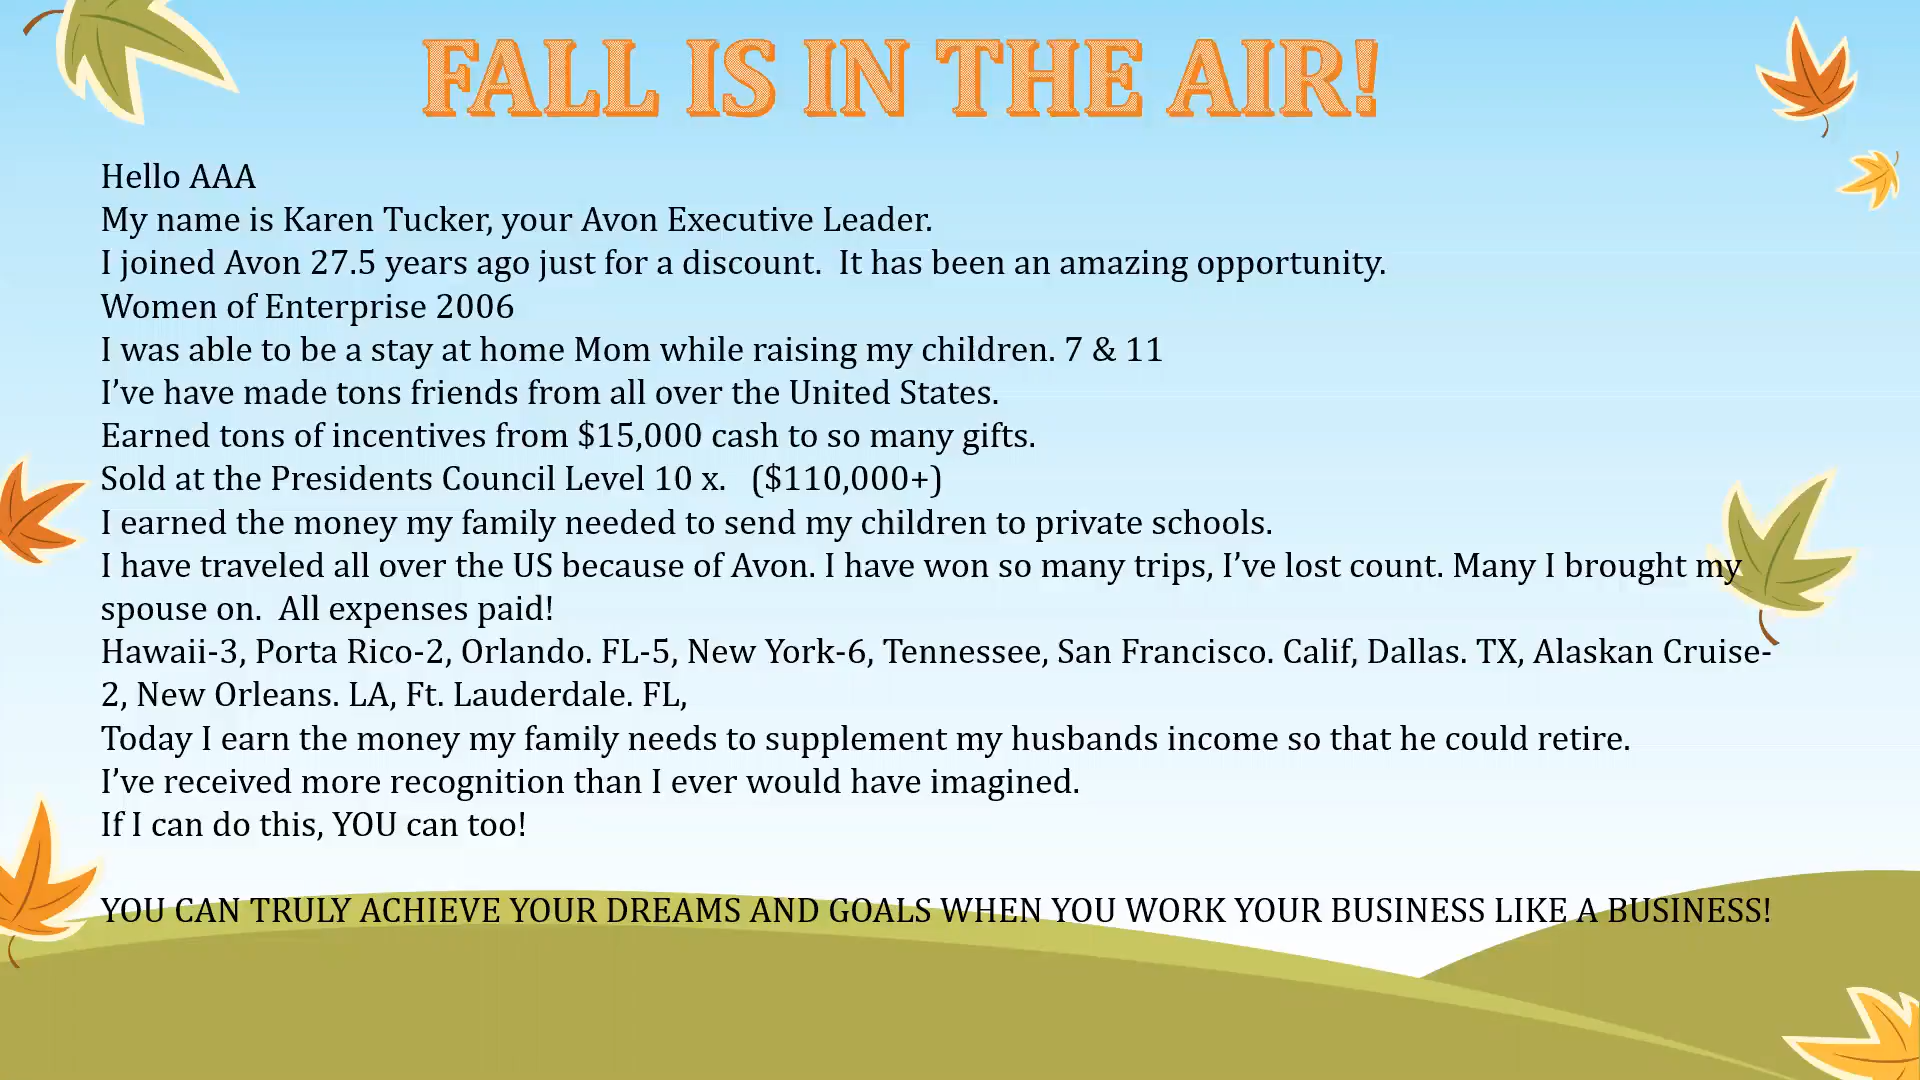 FALL IS IN THE AIR!
Hello AAA
My name is Karen Tucker, your Avon Executive Leader.
I joined Avon 27.5 years ago just for a discount.  It has been an amazing opportunity.
Women of Enterprise 2006
I was able to be a stay at home Mom while raising my children. 7 & 11
I’ve have made tons friends from all over the United States.
Earned tons of incentives from $15,000 cash to so many gifts.
Sold at the Presidents Council Level 10 x.   ($110,000+)
I earned the money my family needed to send my children to private schools.
I have traveled all over the US because of Avon. I have won so many trips, I’ve lost count. Many I brought my
spouse on.  All expenses paid!
Hawaii-3, Porta Rico-2, Orlando. FL-5, New York-6, Tennessee, San Francisco. Calif, Dallas. TX, Alaskan Cruise-
2, New Orleans. LA, Ft. Lauderdale. FL,
Today I earn the money my family needs to supplement my husbands income so that he could retire.
I’ve received more recognition than I ever would have imagined.
If I can do this, YOU can too!
YOU CAN TRULY ACHIEVE YOUR DREAMS AND GOALS WHEN YOU WORK YOUR BUSINESS LIKE A BUSINESS!